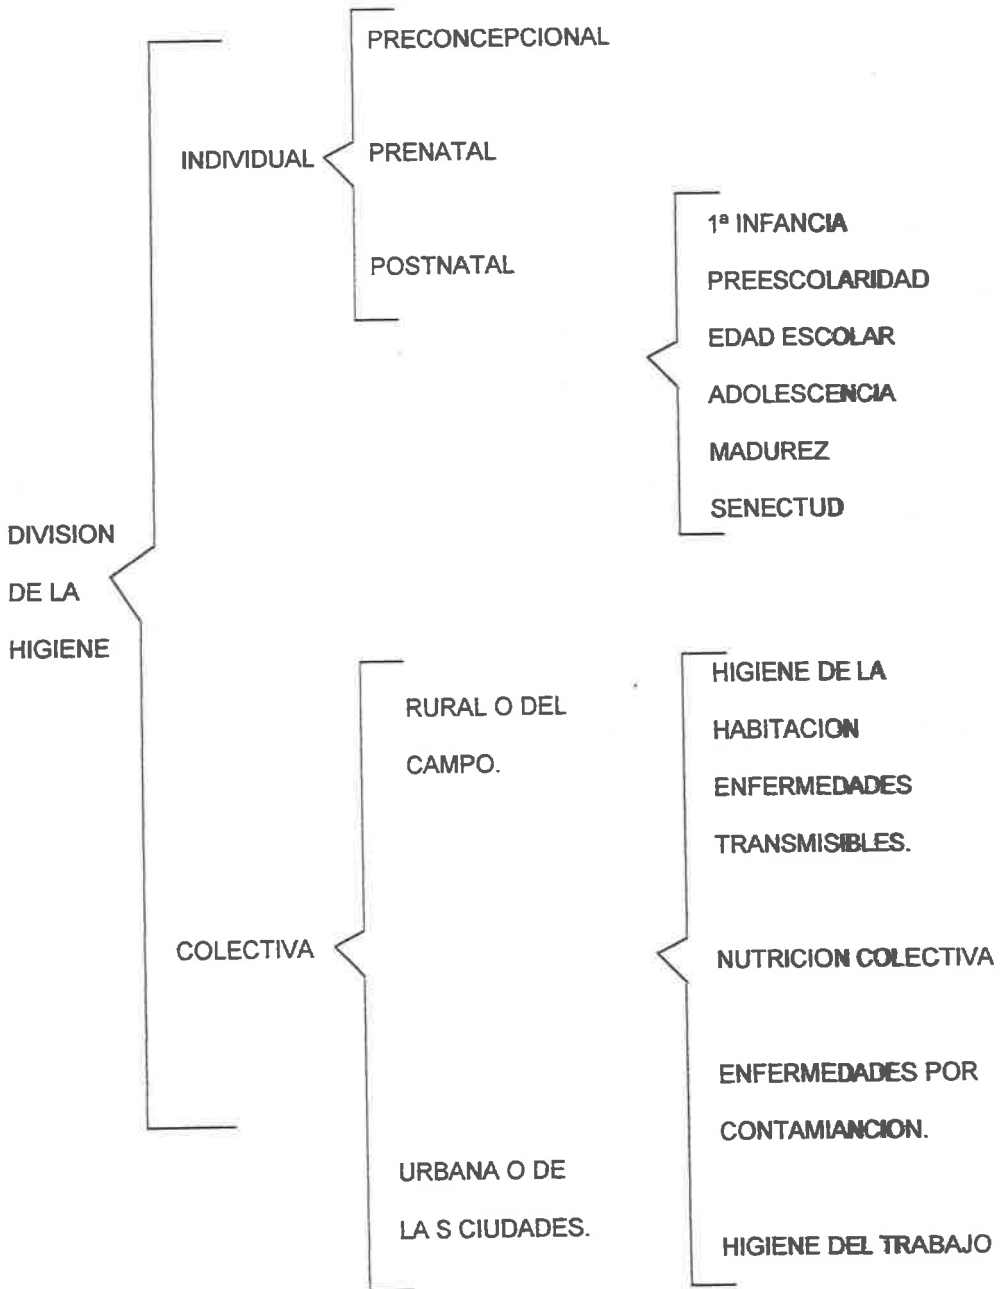 DIVISION
DE LA
HIGIENE
INDIVIDUAL
PRECONCEPCIONAL
PRENATAL
POSTNATAL
1ª INFANCIA
PREESCOLARIDAD
EDAD ESCOLAR
ADOLESCENCIA
MADUREZ
SENECTUD
COLECTIVA
RURAL O DEL
CAMPO.
URBANA O DE
LA S CIUDADES.
HIGIENE DE LA
HABITACION
ENFERMEDADES
TRANSMISIBLES.
NUTRICION COLECTIVA
ENFERMEDADES POR
CONTAMIANCION.
HIGIENE DEL TRABAJO